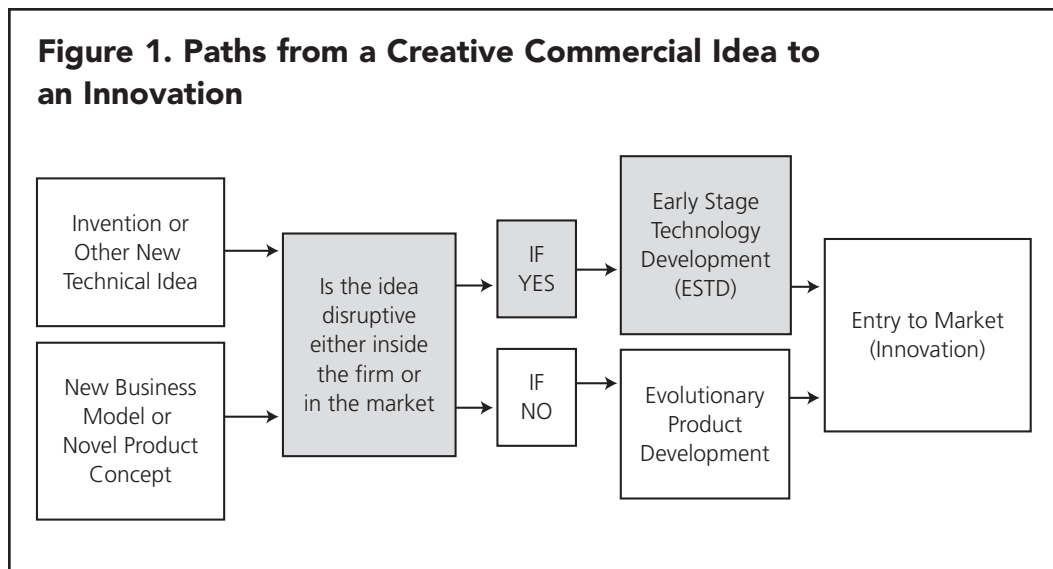 Figure 1. Paths from a Creative Commercial Idea to
an Innovation
Invention or
Other New
Technical Idea
New Business
Model or
Novel Product
Concept
Is the idea
disruptive
either inside
the firm or
in the market
IF
YES
IF
NO
Early Stage
Technology
Development
(ESTD)
Evolutionary
Product
Development
Entry to Market
(Innovation)